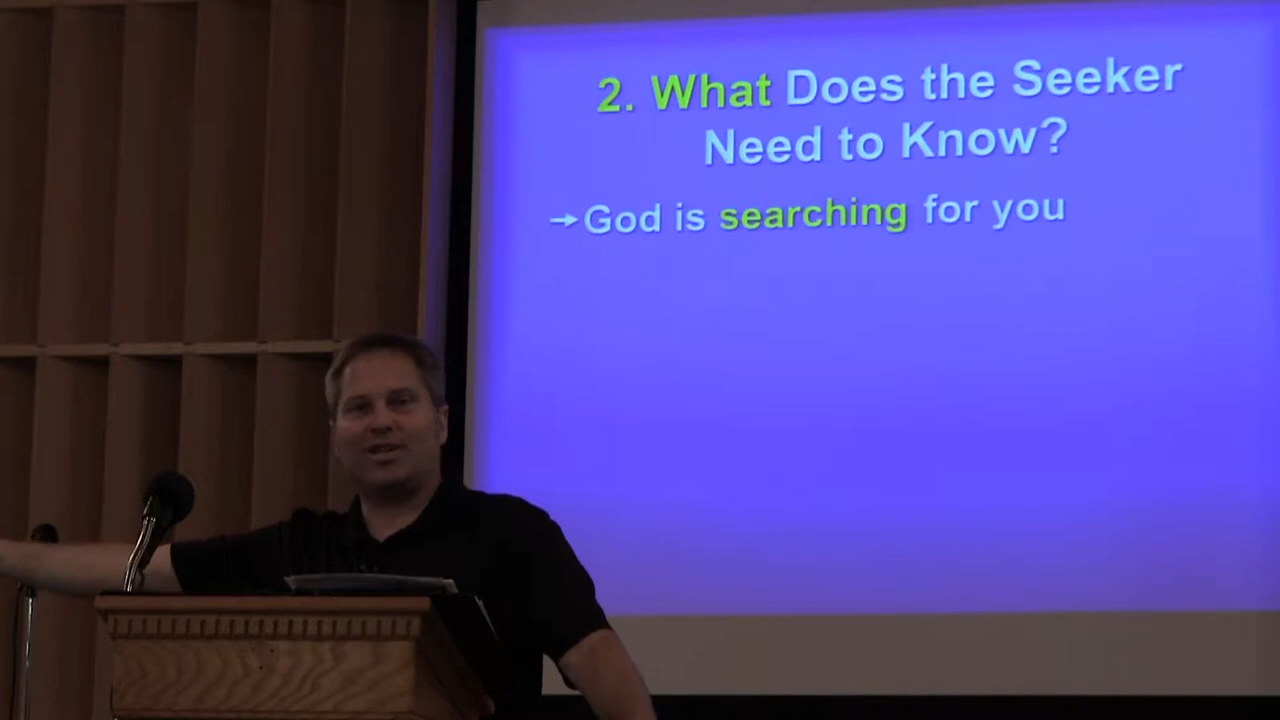 2. What Does the Seeker
Need to Know?
→God is searching for you